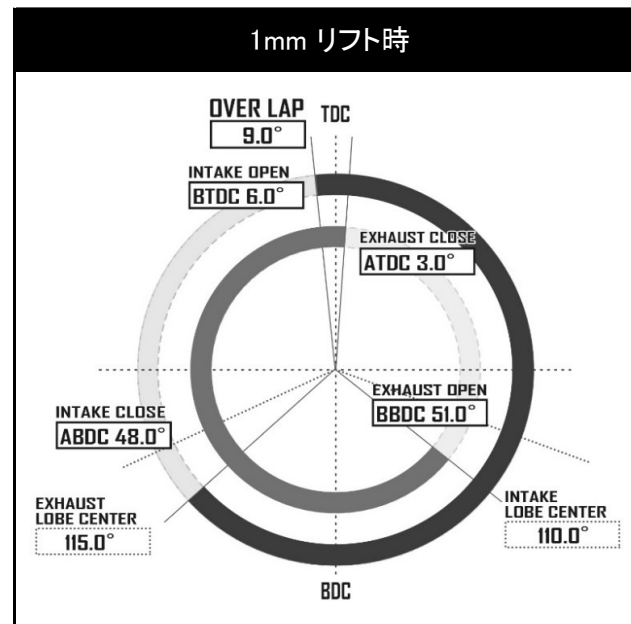 1mm リフト時
OVER LAP
9.0°
TDC
INTAKE OPEN
BTDC 6.0°
EXHAUST CLOSE
ATDC 3.0°
EXHAUST OPEN
BBDC 51.0°
INTAKE CLOSE
ABDC 48.0°
EXHAUST
LOBE CENTER
115.0°
INTAKE
LOBE CENTER
110.0°
BDC